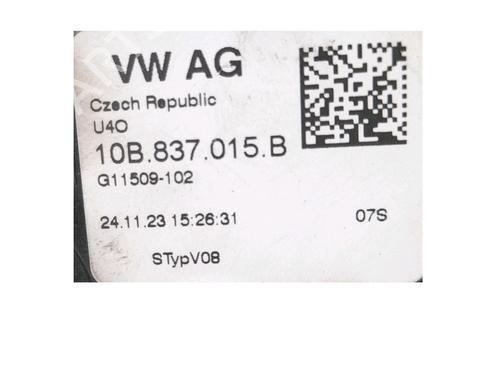 VW AG
Czech Republic
U4O
10B.837.015.B
G11509-102
24.11.23 15:26:31 07S
STypV08